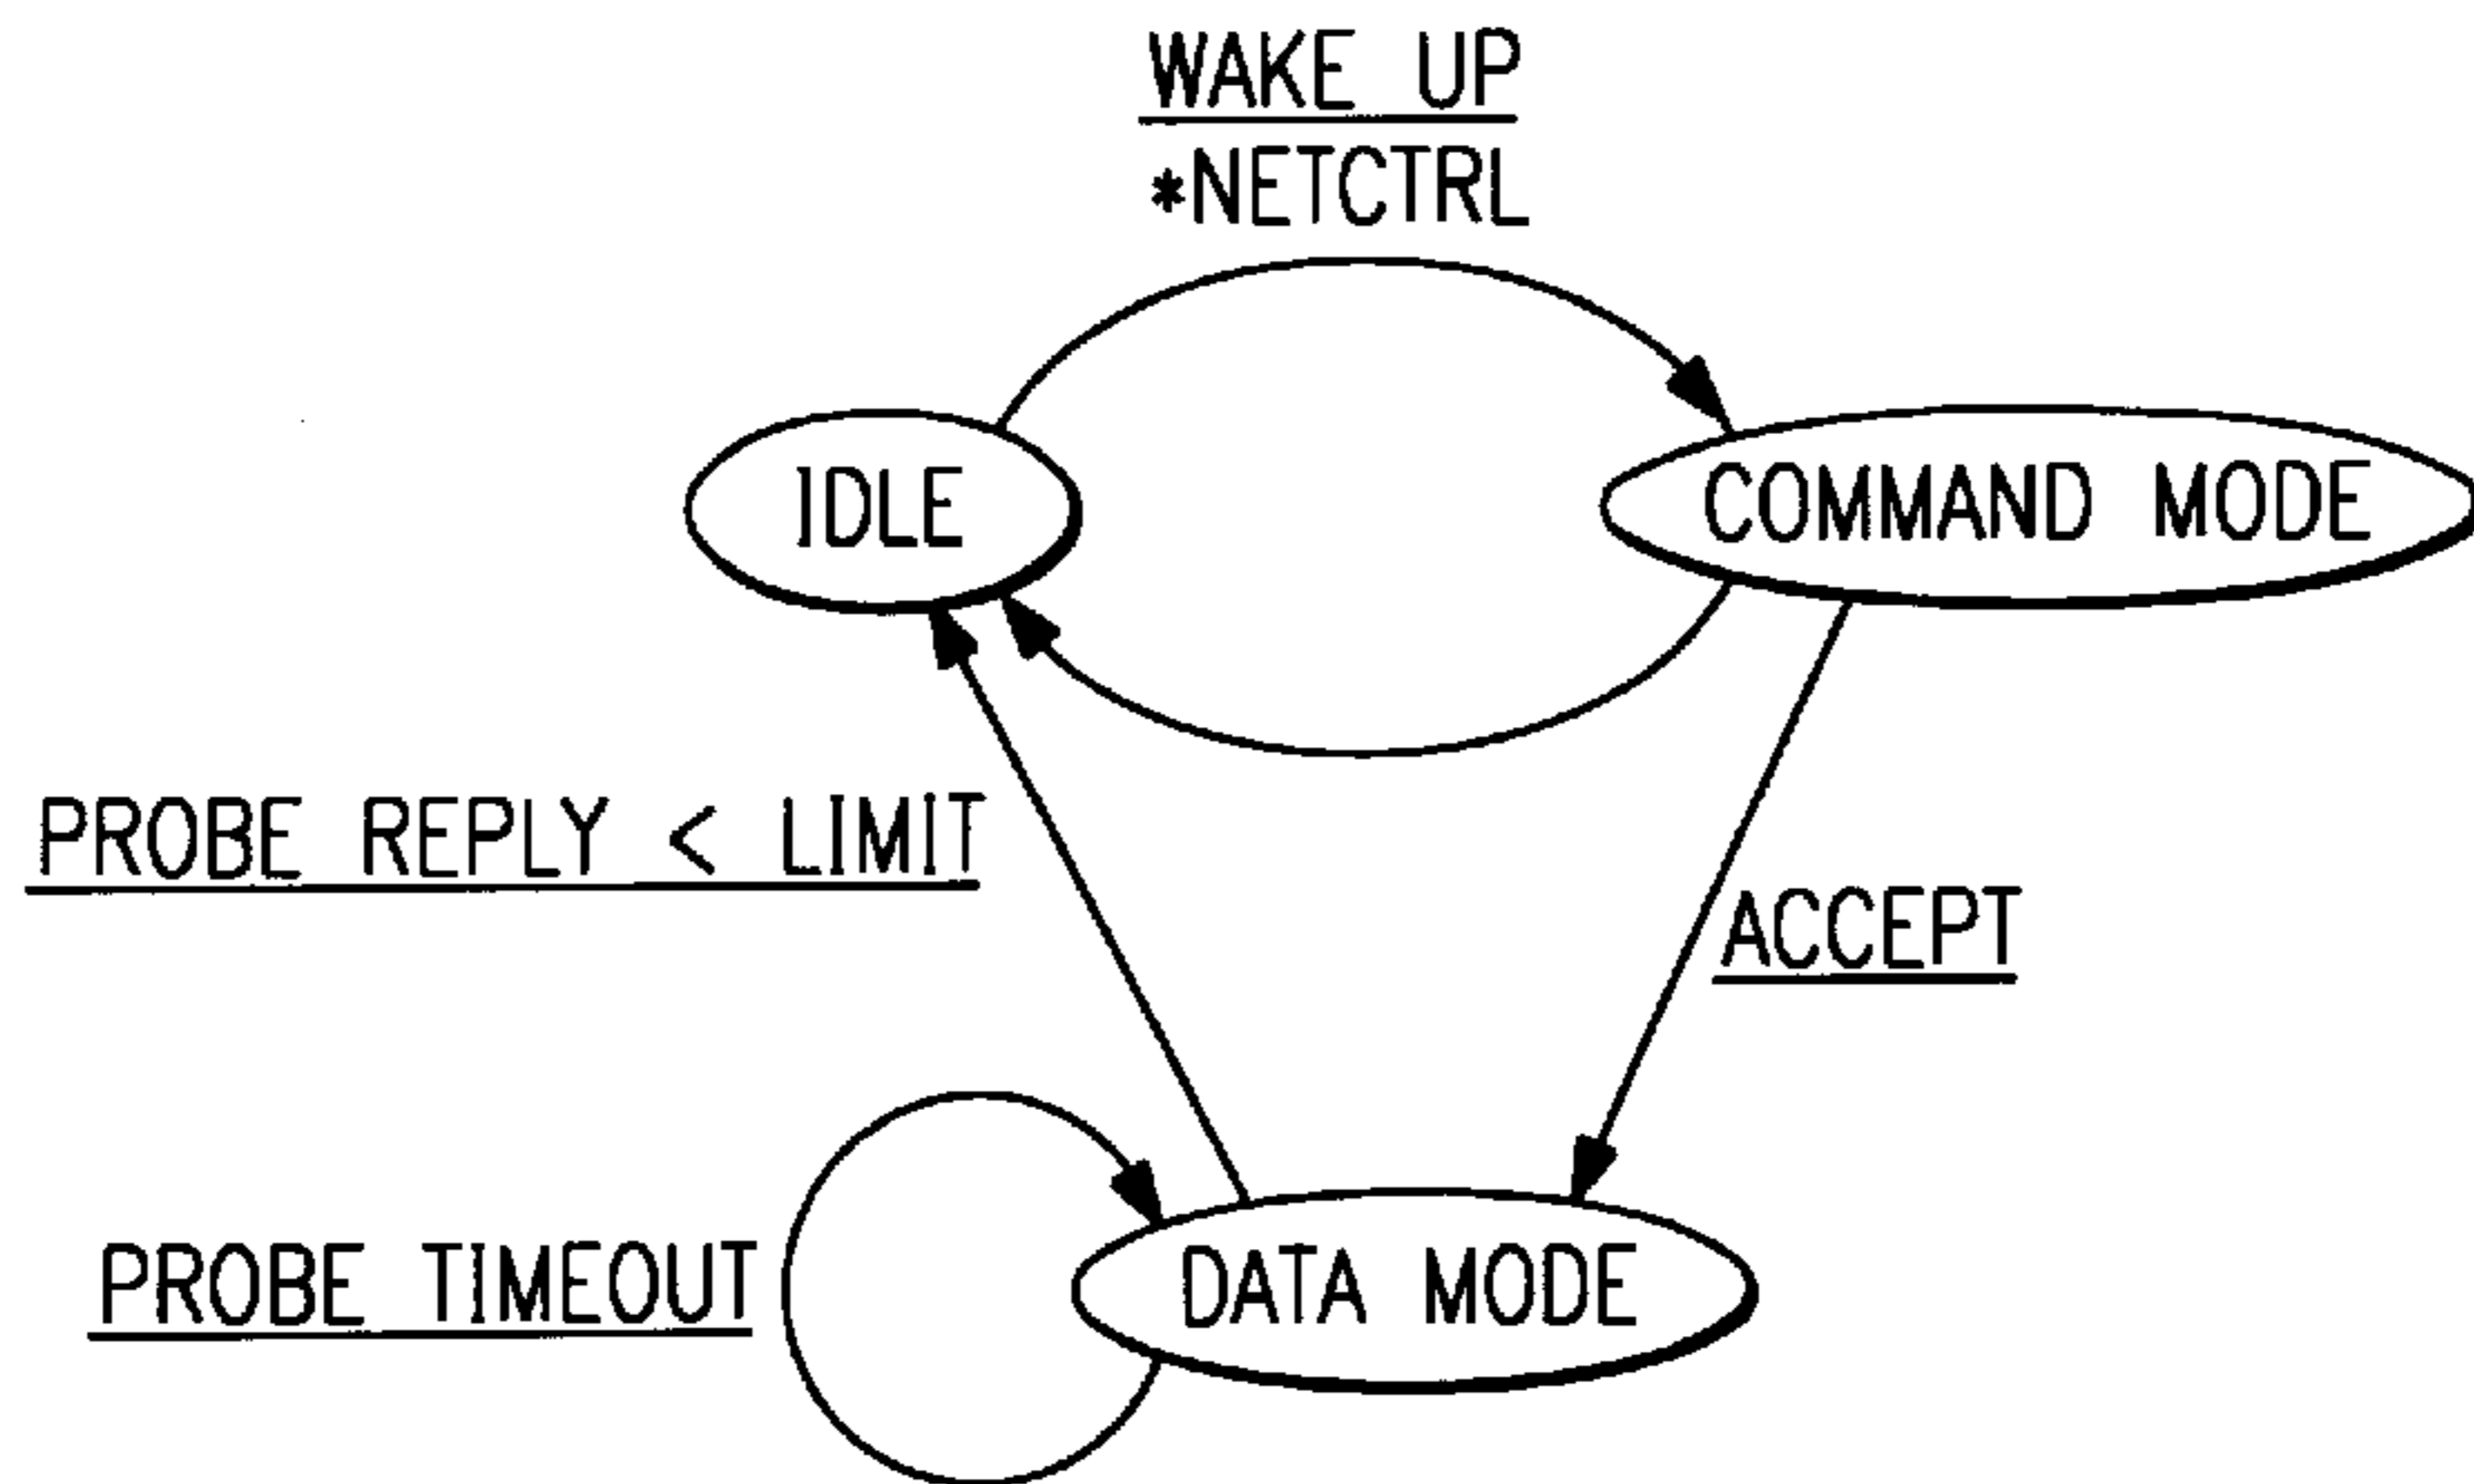 WAKE UP
*NETCTRL
IDLE
COMMAND MODE
PROBE REPLY < LIMIT
ACCEPT
PROBE TIMEOUT
DATA MODE